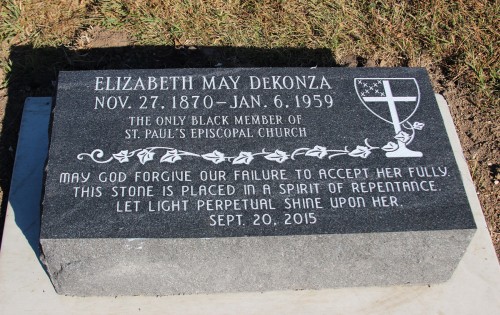 ELIZABETH MAY DEKONZA
NOV. 27, 1870–JAN. 6, 1959
THE ONLY BLACK MEMBER OF
ST. PAUL'S EPISCOPAL CHURCH
MAY GOD FORGIVE OUR FAILURE TO ACCEPT HER FULLY.
THIS STONE IS PLACED IN A SPIRIT OF REPENTANCE.
LET LIGHT PERPETUAL SHINE UPON HER.
SEPT. 20, 2015